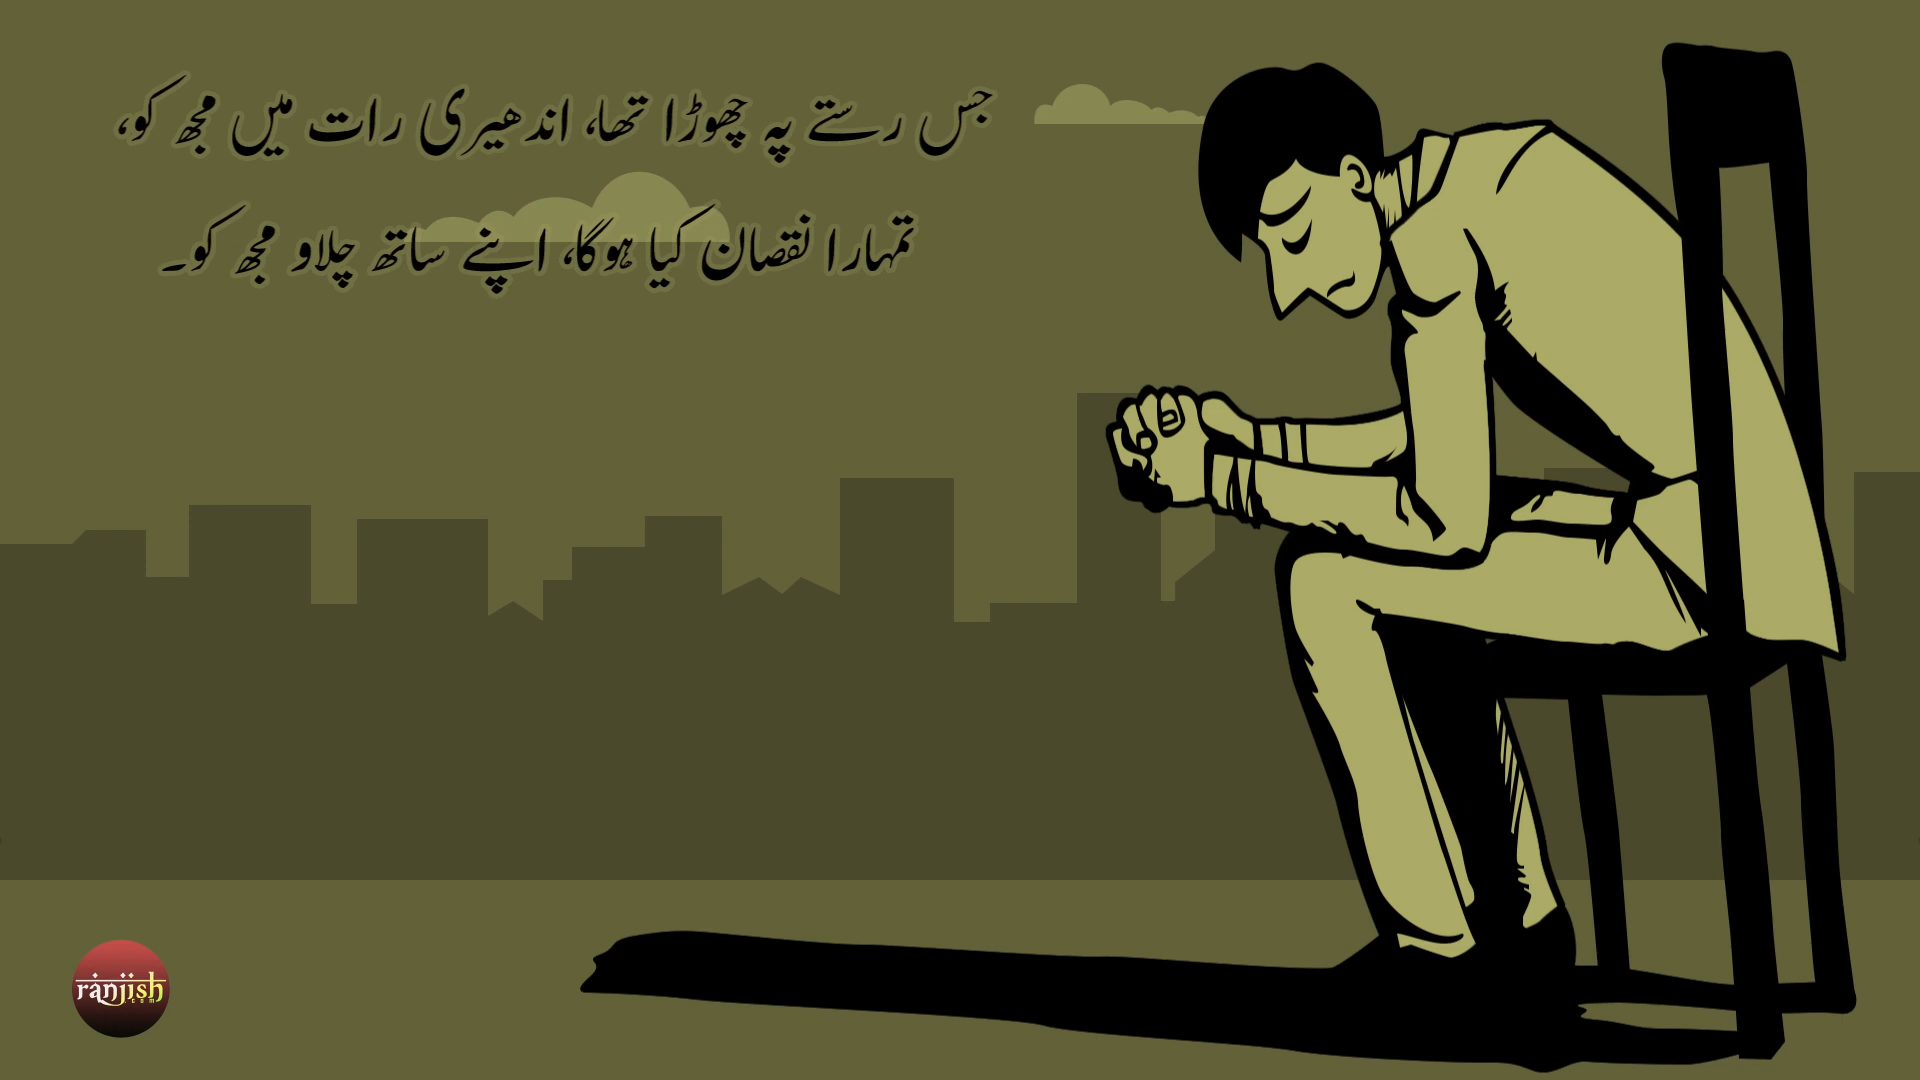 جس رستے پہ چھوڑا تھا، اندھیری رات میں مجھ کو،
تمہارا نقصان کیا ہوگا، اپنے ساتھ چلاو مجھ کو۔
ranjish
.com